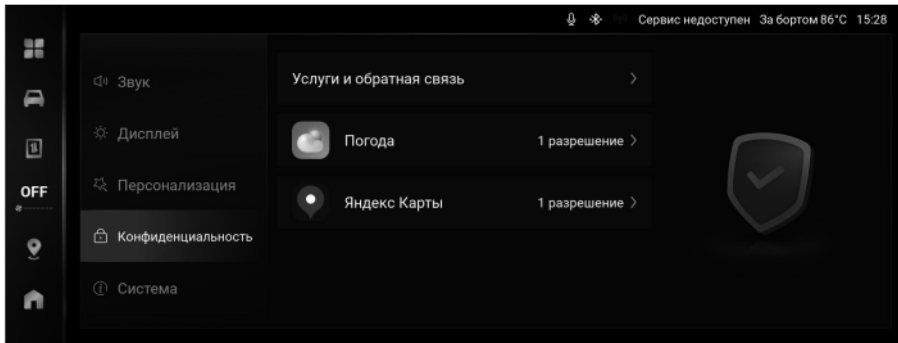 Сервис недоступен За бортом 86°C 15:28
Звук
Дисплей
OFF
Персонализация
Конфиденциальность
Система
Услуги и обратная связь
Погода 1 разрешение
Яндекс Карты 1 разрешение